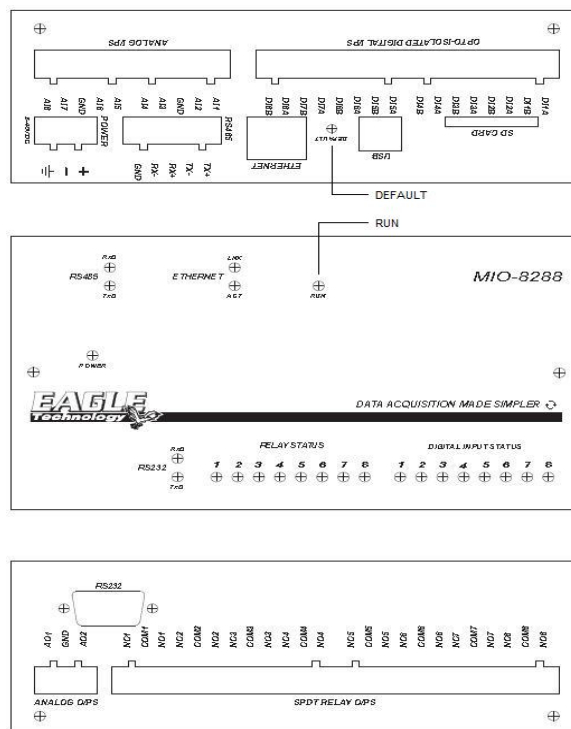 ANALOG I/PS
OPTO-ISOLATED DIGITAL I/PS
AI8 AI7 GND AI6 AI5 AI4 AI3 GND AI2 AI1
DI8B DI8A DI7B DI7A DI6B DI6A DI5B DI5A DI4B DI4A DI3B DI3A DI2B DI2A DI1B DI1A
POWER
RS485
ETHERNET
DEFAULT
USB
SD CARD
- +
GND RX- RX+ TX- TX+
DEFAULT
RUN
RxD
RS485
TxD
LNK
ETHERNET
ACT
RUN
MIO-8288
POWER
EAGLE
Technology
DATA ACQUISITION MADE SIMPLER
RxD
RS232
TxD
RELAY STATUS
1 2 3 4 5 6 7 8
DIGITAL INPUT STATUS
1 2 3 4 5 6 7 8
RS232
AO1 GND AO2
NC1 COM1 NO1 NC2 COM2 NO2 NC3 COM3 NO3 NC4 COM4 NO4 NC5 COM5 NO5 NC6 COM6 NO6 NC7 COM7 NO7 NC8 COM8 NO8
ANALOG O/PS
SPDT RELAY O/PS